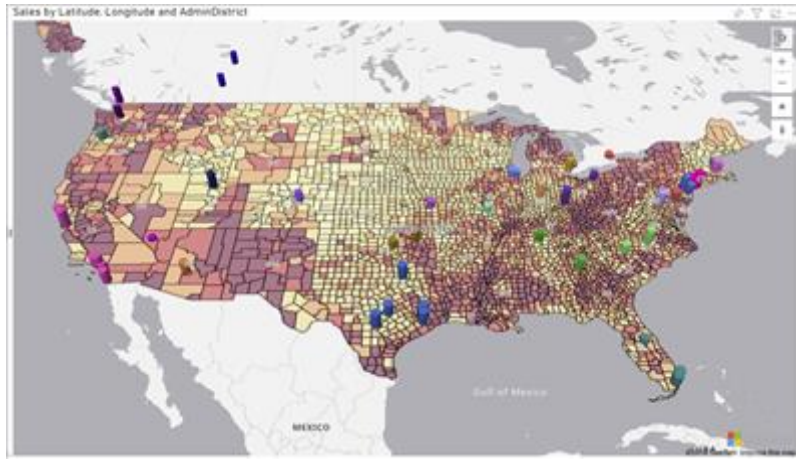 Sales by Latitude, Longitude and AdminDistrict
Gulf of Mexico
MEXICO